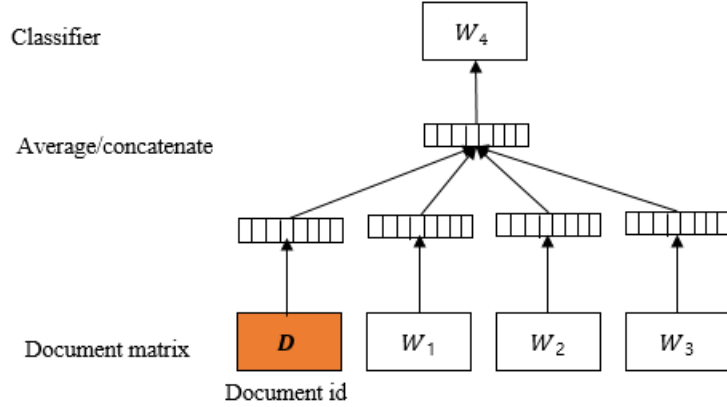 Classifier
W₄
Average/concatenate
Document matrix
D
W₁
W₂
W₃
Document id